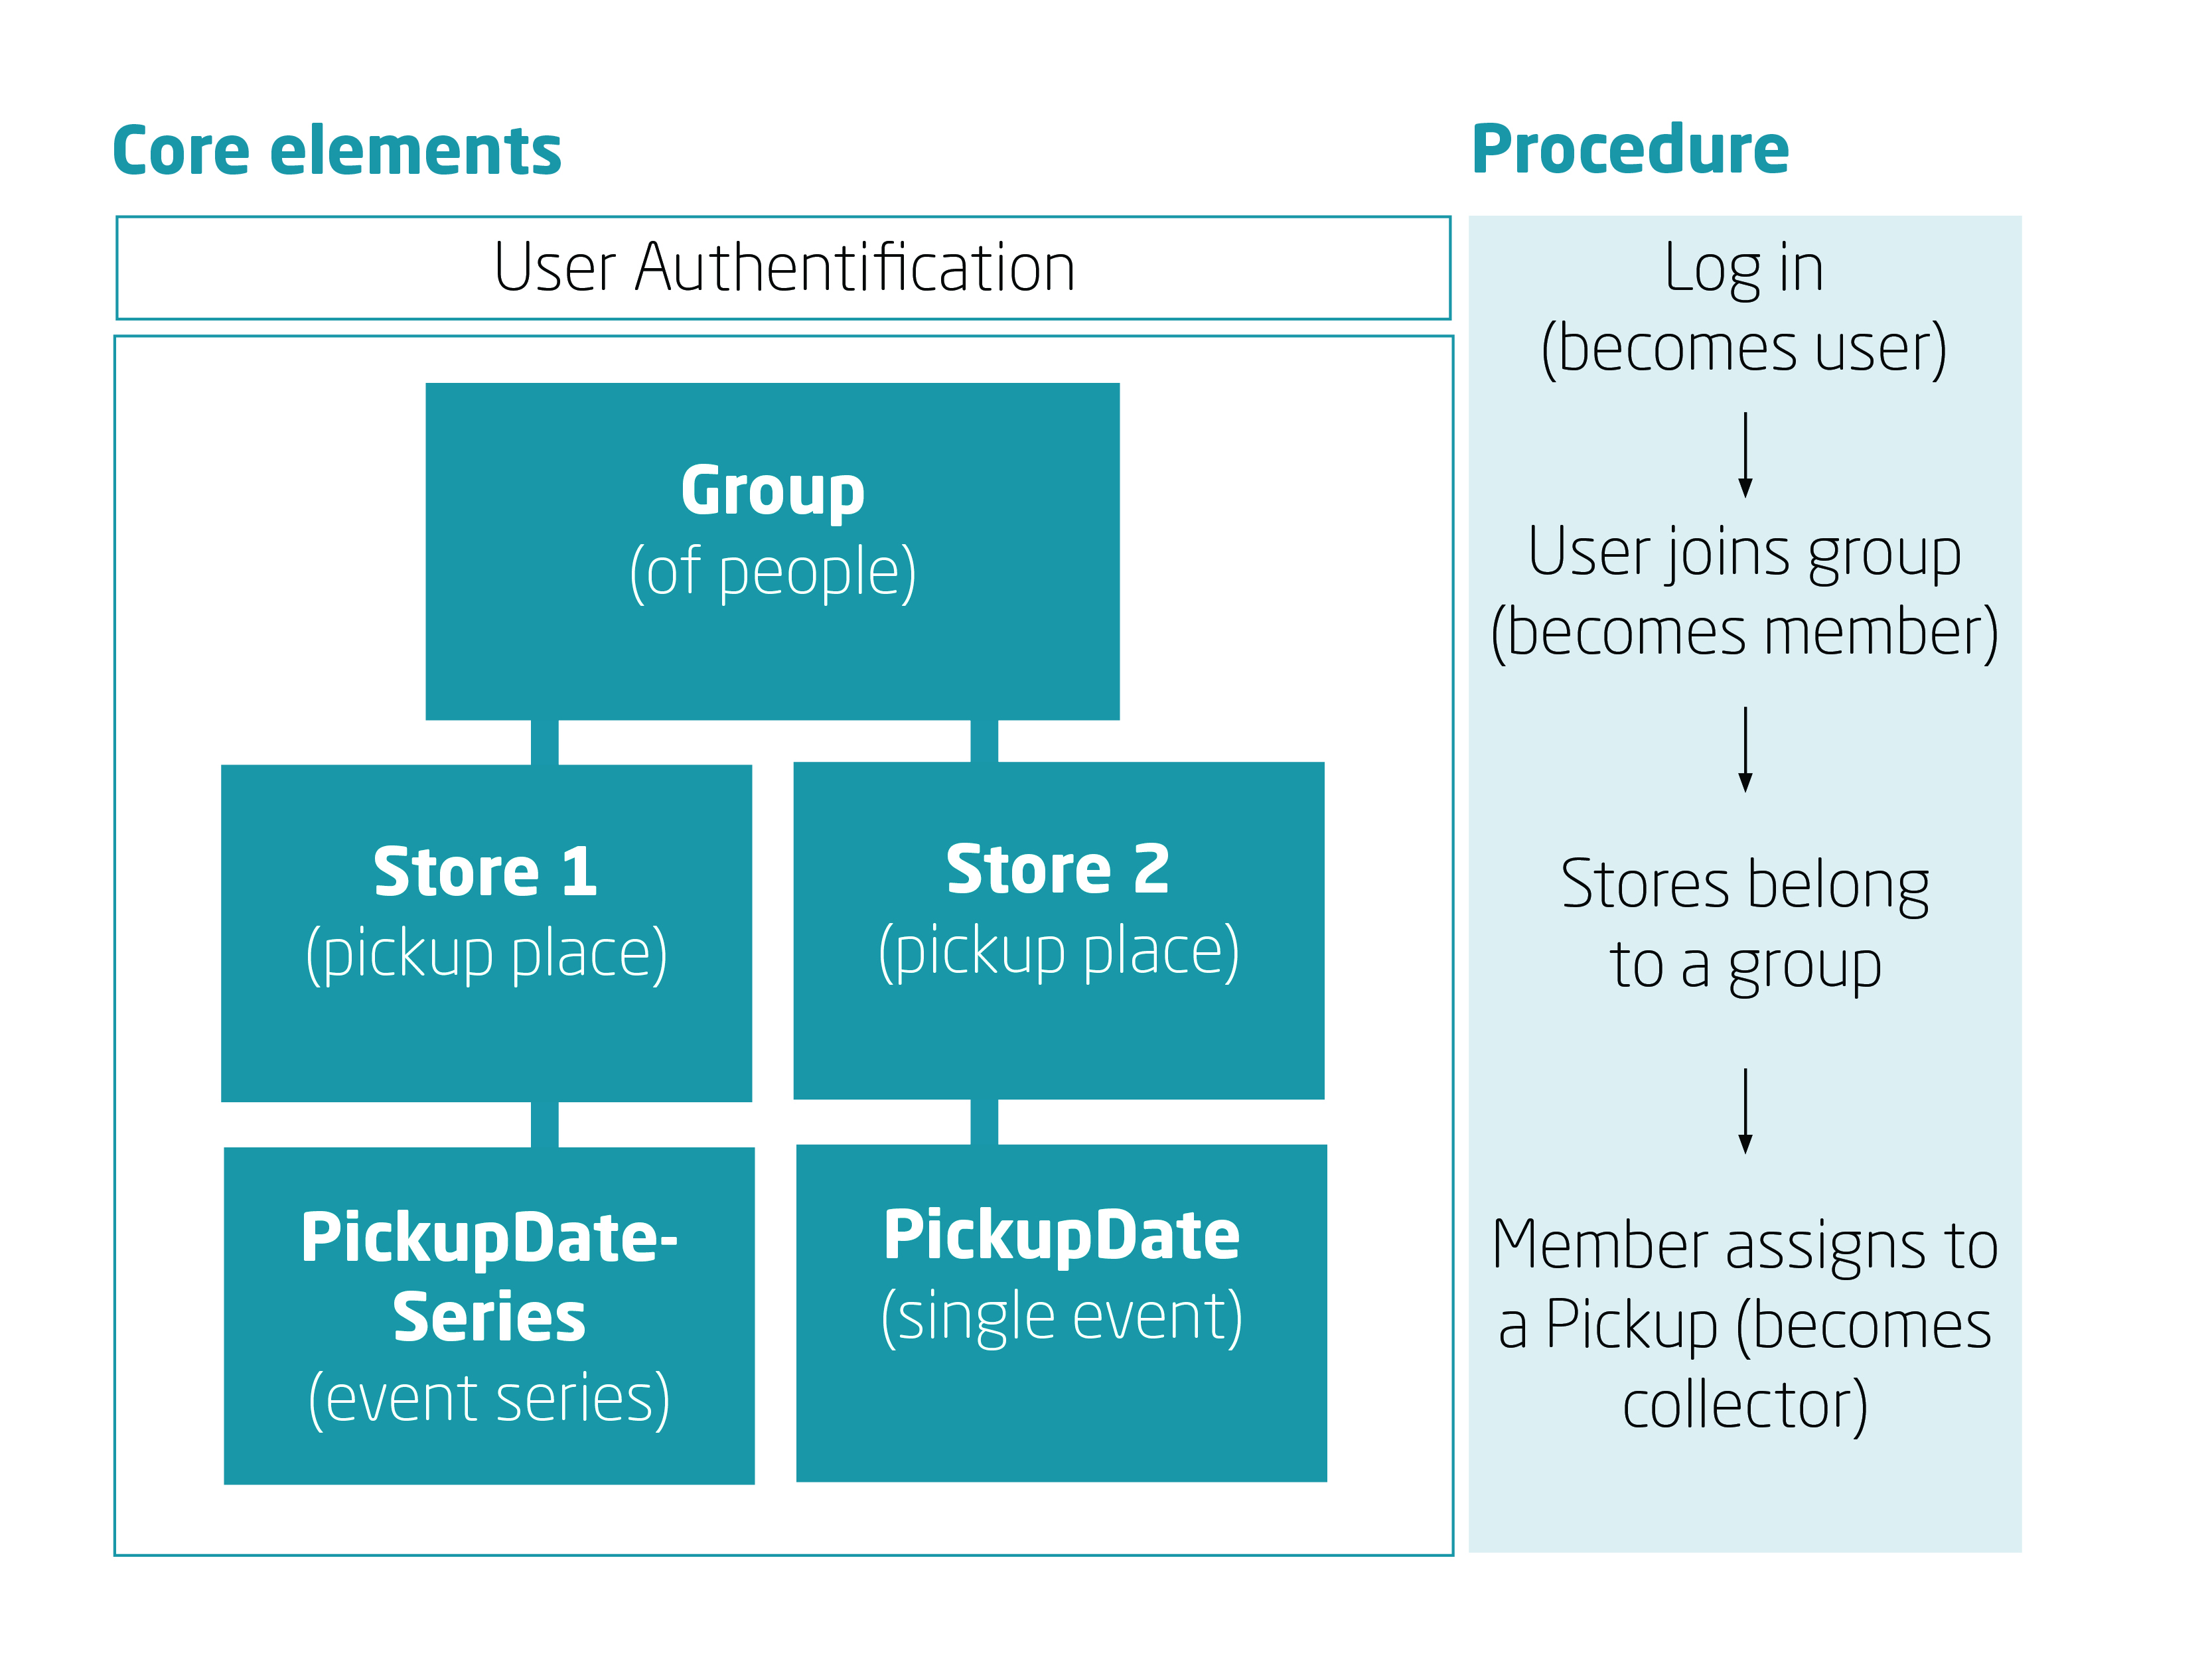 Core elements
User Authentification
Group
(of people)
Store 1
(pickup place)
Store 2
(pickup place)
PickupDate-
Series
(event series)
PickupDate
(single event)
Procedure
Log in
(becomes user)
User joins group
(becomes member)
Stores belong
to a group
Member assigns to
a Pickup (becomes
collector)